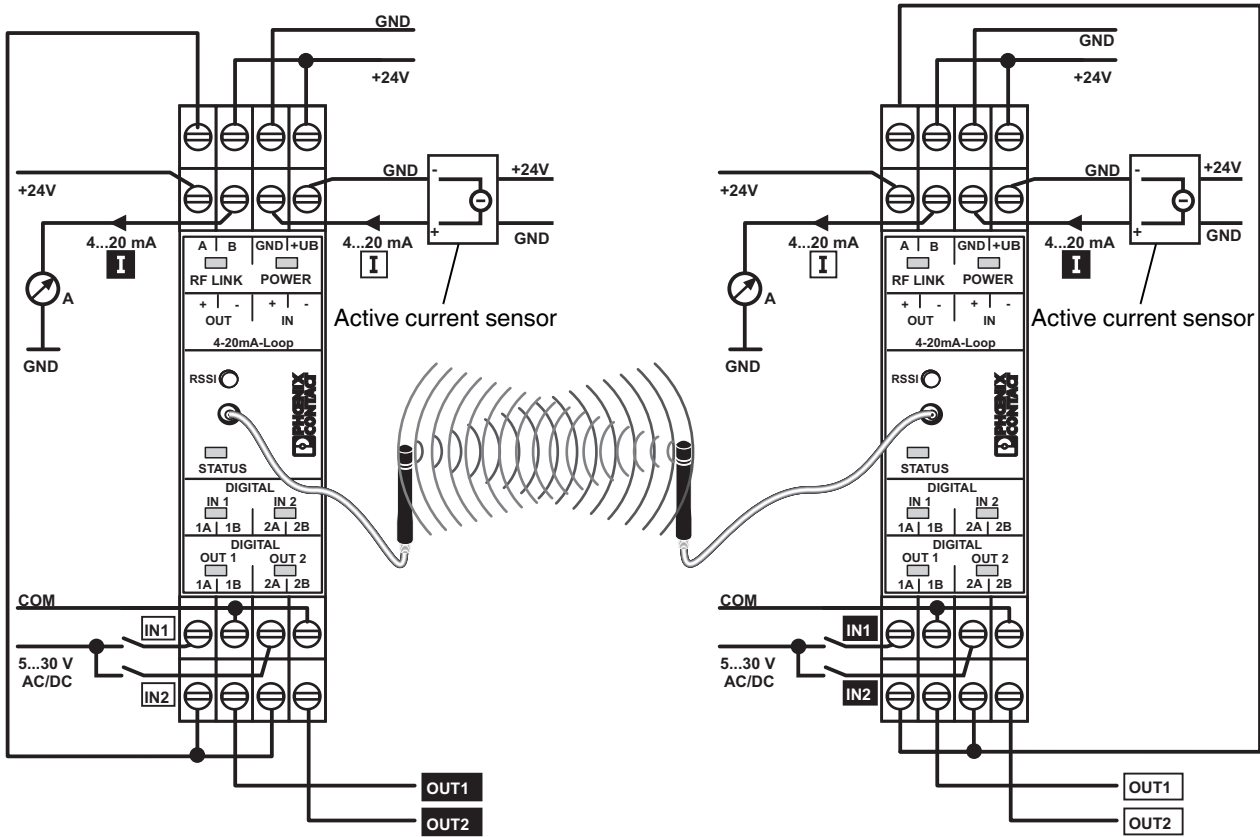 GND
+24V
+24V
GND
+24V
GND
4...20 mA
I
4...20 mA
I
A
GND
-
+
Active current sensor
A B GND +UB
RF LINK POWER
+ - + -
OUT IN
4-20mA-Loop
RSSI
PHOENIX
CONTACT
STATUS
DIGITAL
IN 1 IN 2
1A 1B 2A 2B
DIGITAL
OUT 1 OUT 2
1A 1B 2A 2B
COM
IN1
5...30 V
AC/DC
IN2
OUT1
OUT2
GND
+24V
+24V
GND
+24V
GND
4...20 mA
I
4...20 mA
I
A
GND
-
+
Active current sensor
A B GND +UB
RF LINK POWER
+ - + -
OUT IN
4-20mA-Loop
RSSI
PHOENIX
CONTACT
STATUS
DIGITAL
IN 1 IN 2
1A 1B 2A 2B
DIGITAL
OUT 1 OUT 2
1A 1B 2A 2B
COM
IN1
5...30 V
AC/DC
IN2
OUT1
OUT2